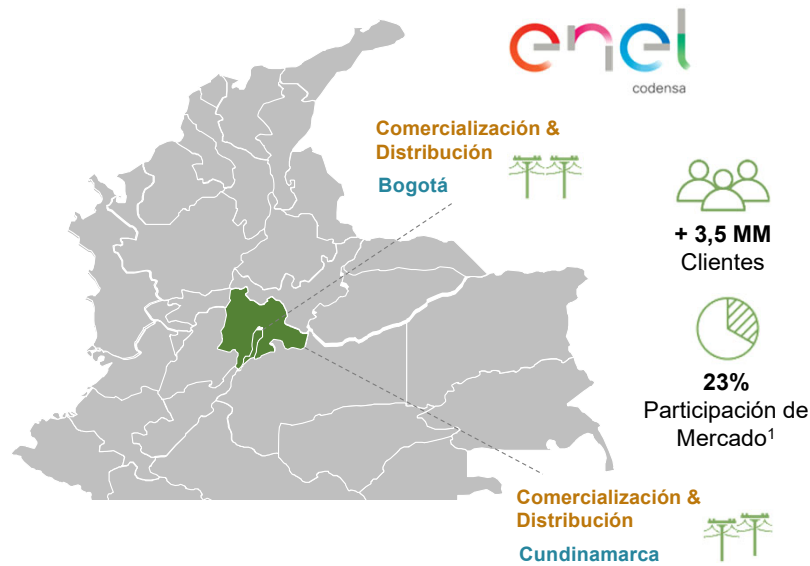 enel
codensa
Comercialización &
Distribución
Bogotá
+ 3,5 MM
Clientes
23%
Participación de
Mercado¹
Comercialización &
Distribución
Cundinamarca